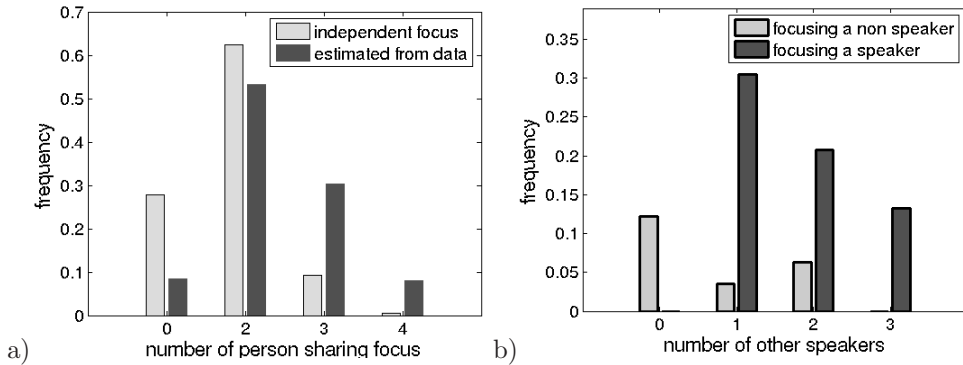 a)
frequency
0.7
0.6
0.5
0.4
0.3
0.2
0.1
0
independent focus
estimated from data
0 2 3 4
number of person sharing focus
b)
frequency
0.35
0.3
0.25
0.2
0.15
0.1
0.05
0
focusing a non speaker
focusing a speaker
0 1 2 3
number of other speakers